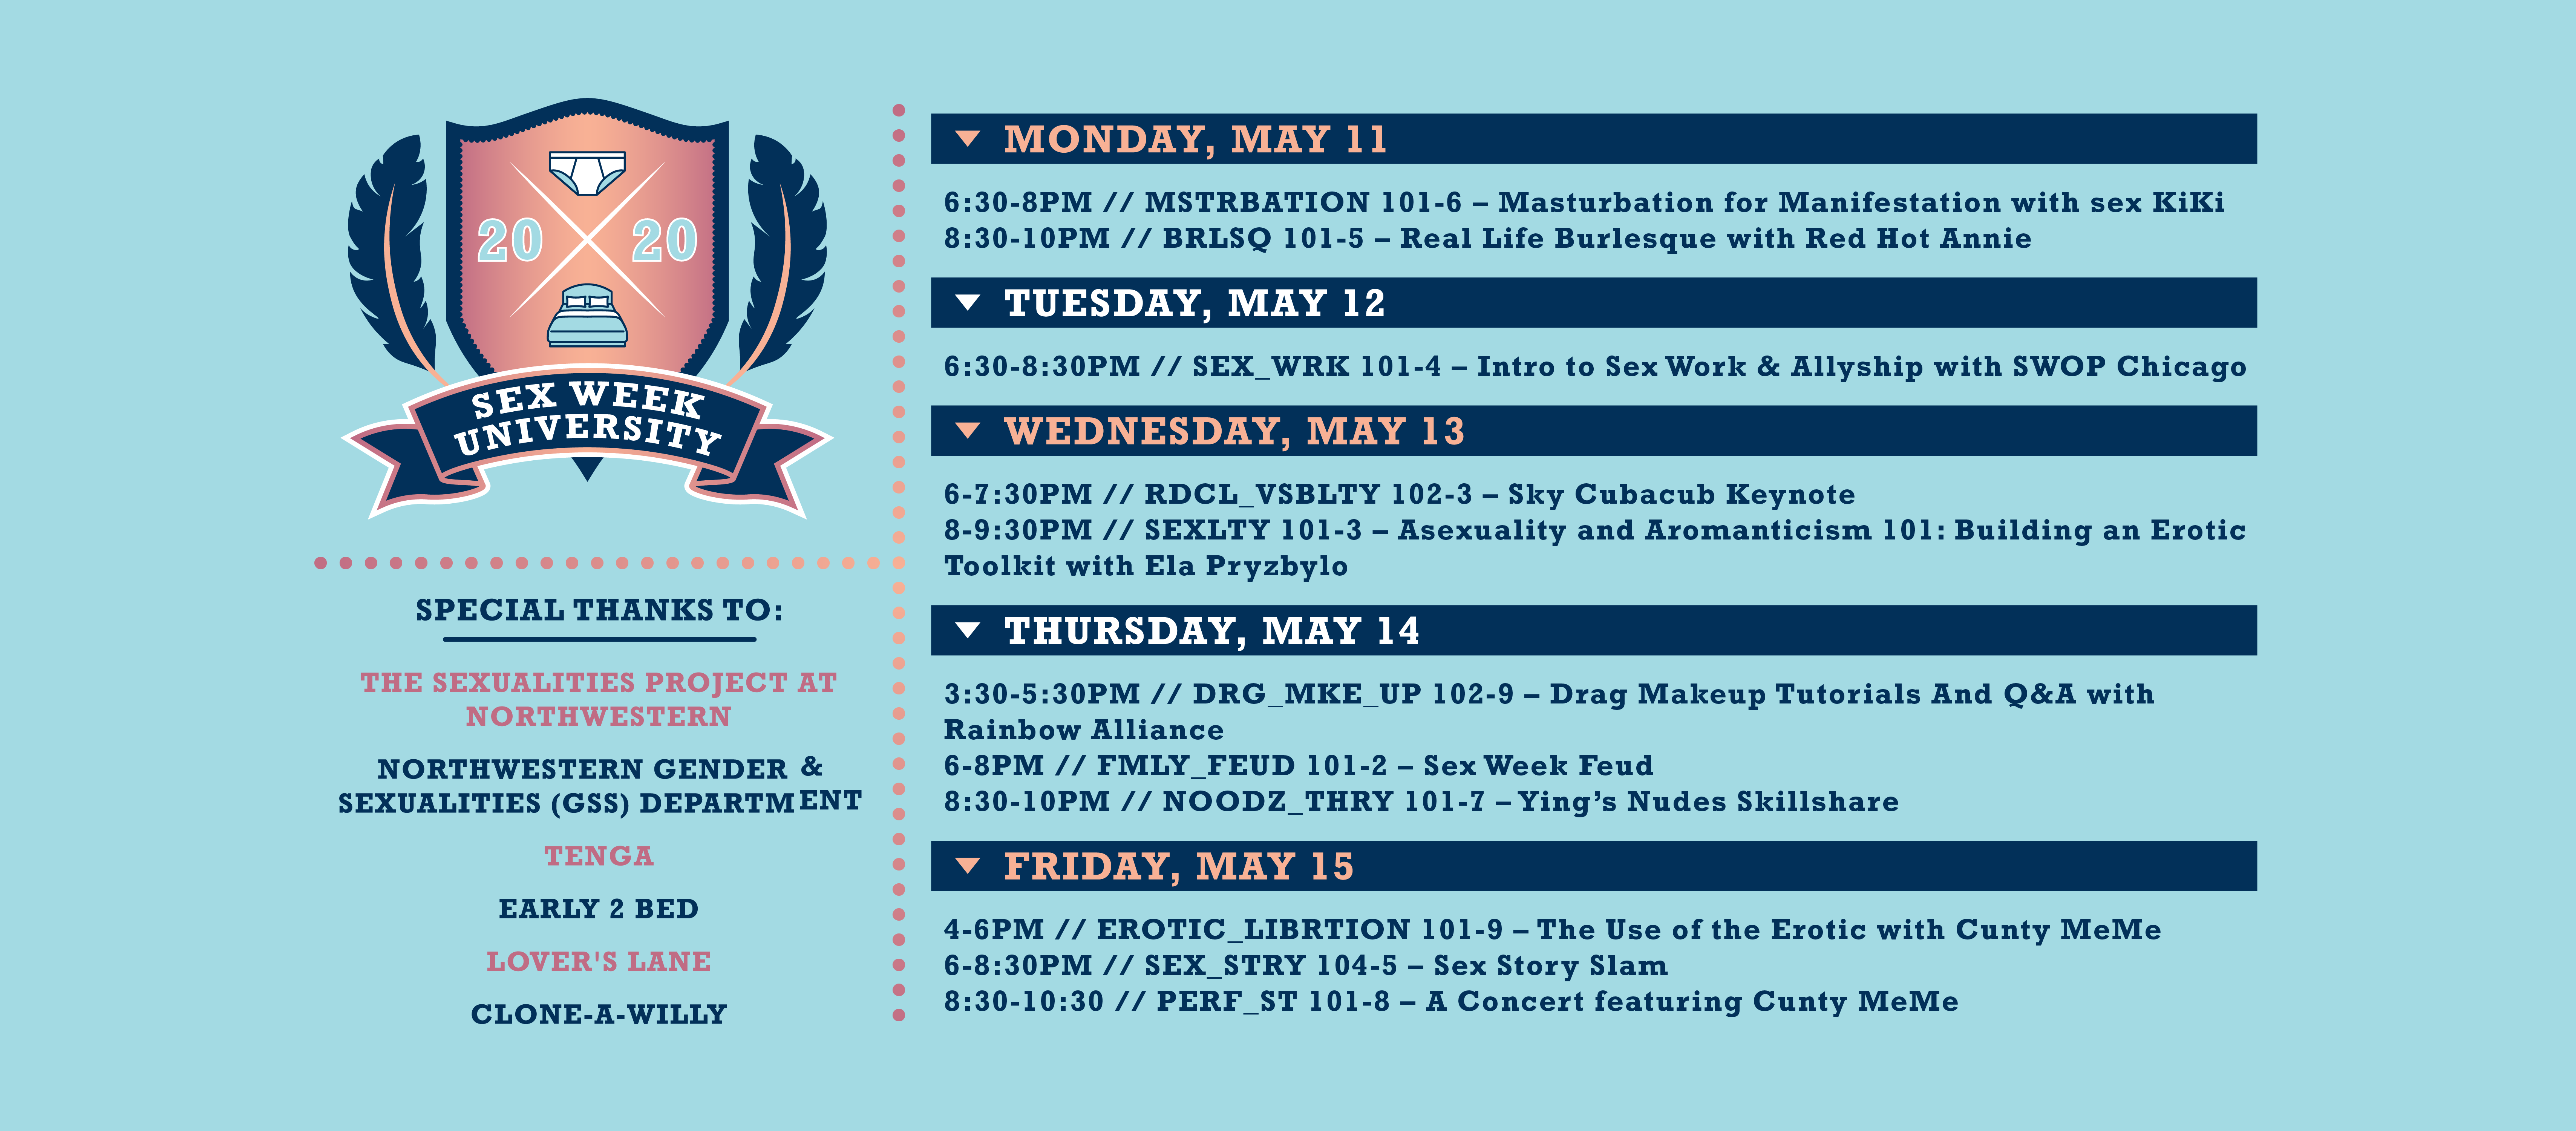 20 20
SEX WEEK
UNIVERSITY
SPECIAL THANKS TO:
THE SEXUALITIES PROJECT AT
NORTHWESTERN
NORTHWESTERN GENDER &
SEXUALITIES (GSS) DEPARTMENT
TENGA
EARLY 2 BED
LOVER'S LANE
CLONE-A-WILLY
MONDAY, MAY 11
6:30-8PM // MSTRBATION 101-6 – Masturbation for Manifestation with sex KiKi
8:30-10PM // BRLSQ 101-5 – Real Life Burlesque with Red Hot Annie
TUESDAY, MAY 12
6:30-8:30PM // SEX_WRK 101-4 – Intro to Sex Work & Allyship with SWOP Chicago
WEDNESDAY, MAY 13
6-7:30PM // RDCL_VSBLTY 102-3 – Sky Cubacub Keynote
8-9:30PM // SEXLTY 101-3 – Asexuality and Aromanticism 101: Building an Erotic
Toolkit with Ela Pryzbylo
THURSDAY, MAY 14
3:30-5:30PM // DRG_MKE_UP 102-9 – Drag Makeup Tutorials And Q&A with
Rainbow Alliance
6-8PM // FMLY_FEUD 101-2 – Sex Week Feud
8:30-10PM // NOODZ_THRY 101-7 – Ying’s Nudes Skillshare
FRIDAY, MAY 15
4-6PM // EROTIC_LIBRTION 101-9 – The Use of the Erotic with Cunty MeMe
6-8:30PM // SEX_STRY 104-5 – Sex Story Slam
8:30-10:30 // PERF_ST 101-8 – A Concert featuring Cunty MeMe